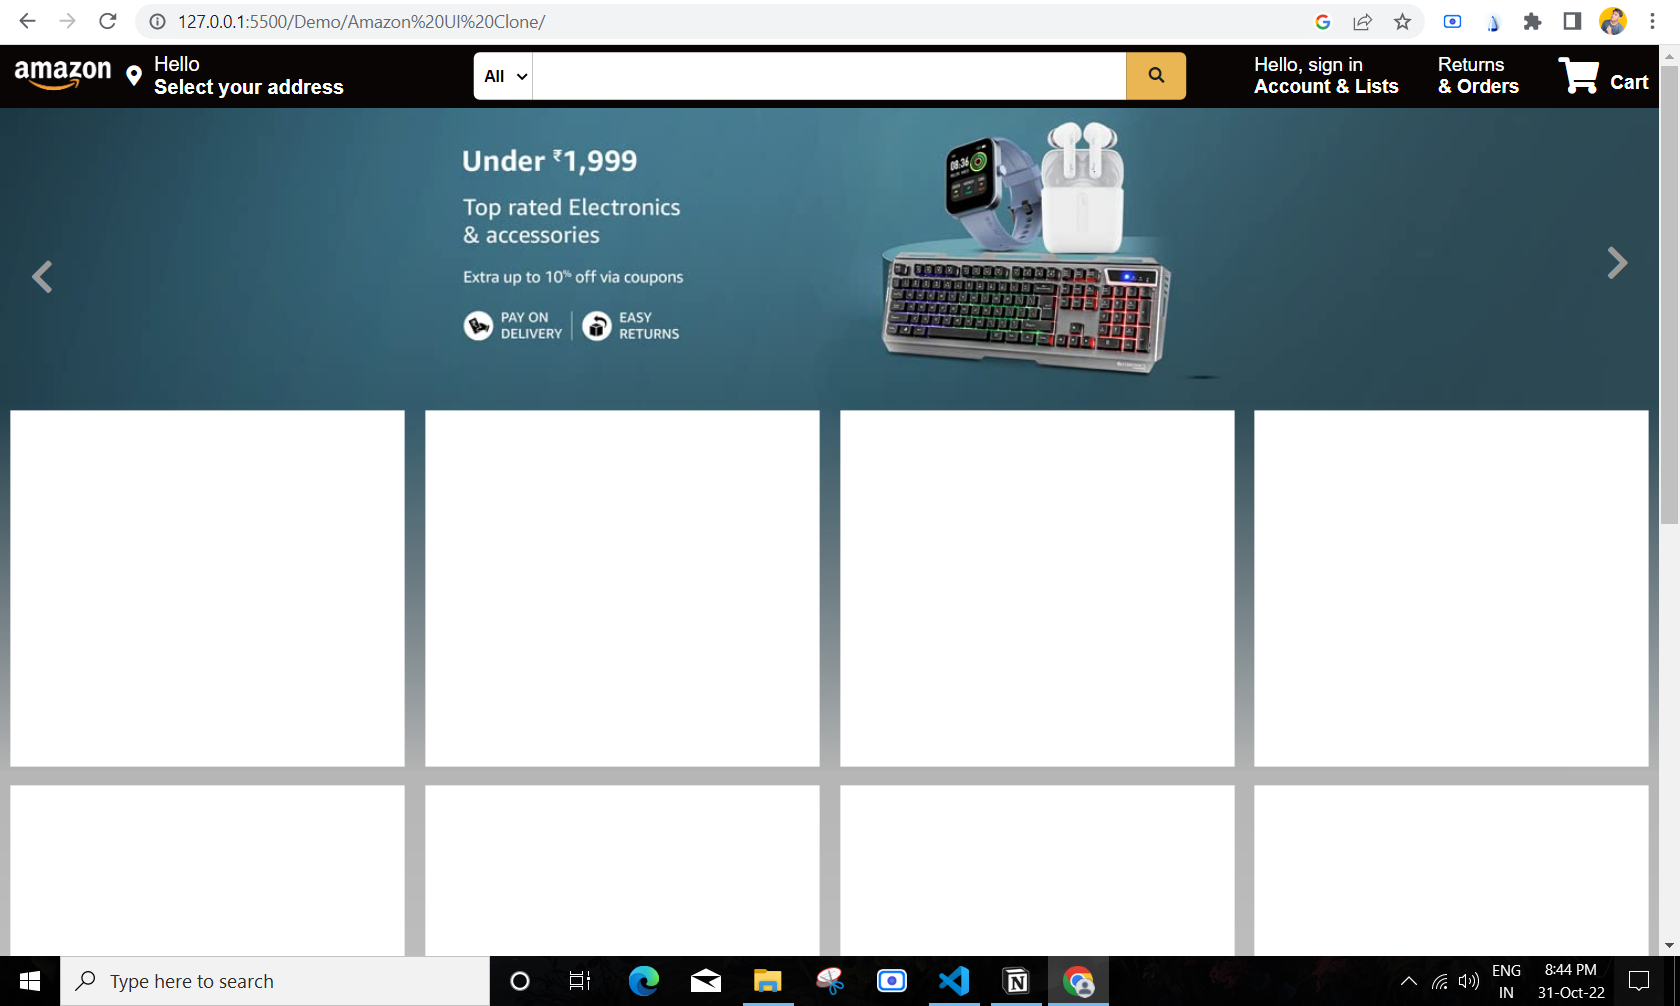 127.0.0.1:5500/Demo/Amazon%20UI%20Clone/
amazon
Hello
Select your address
All
Hello, sign in
Account & Lists
Returns
& Orders
Cart
Under ₹1,999
Top rated Electronics
& accessories
Extra up to 10% off via coupons
PAY ON
DELIVERY
EASY
RETURNS
08:36
Type here to search
ENG
IN
8:44 PM
31-Oct-22